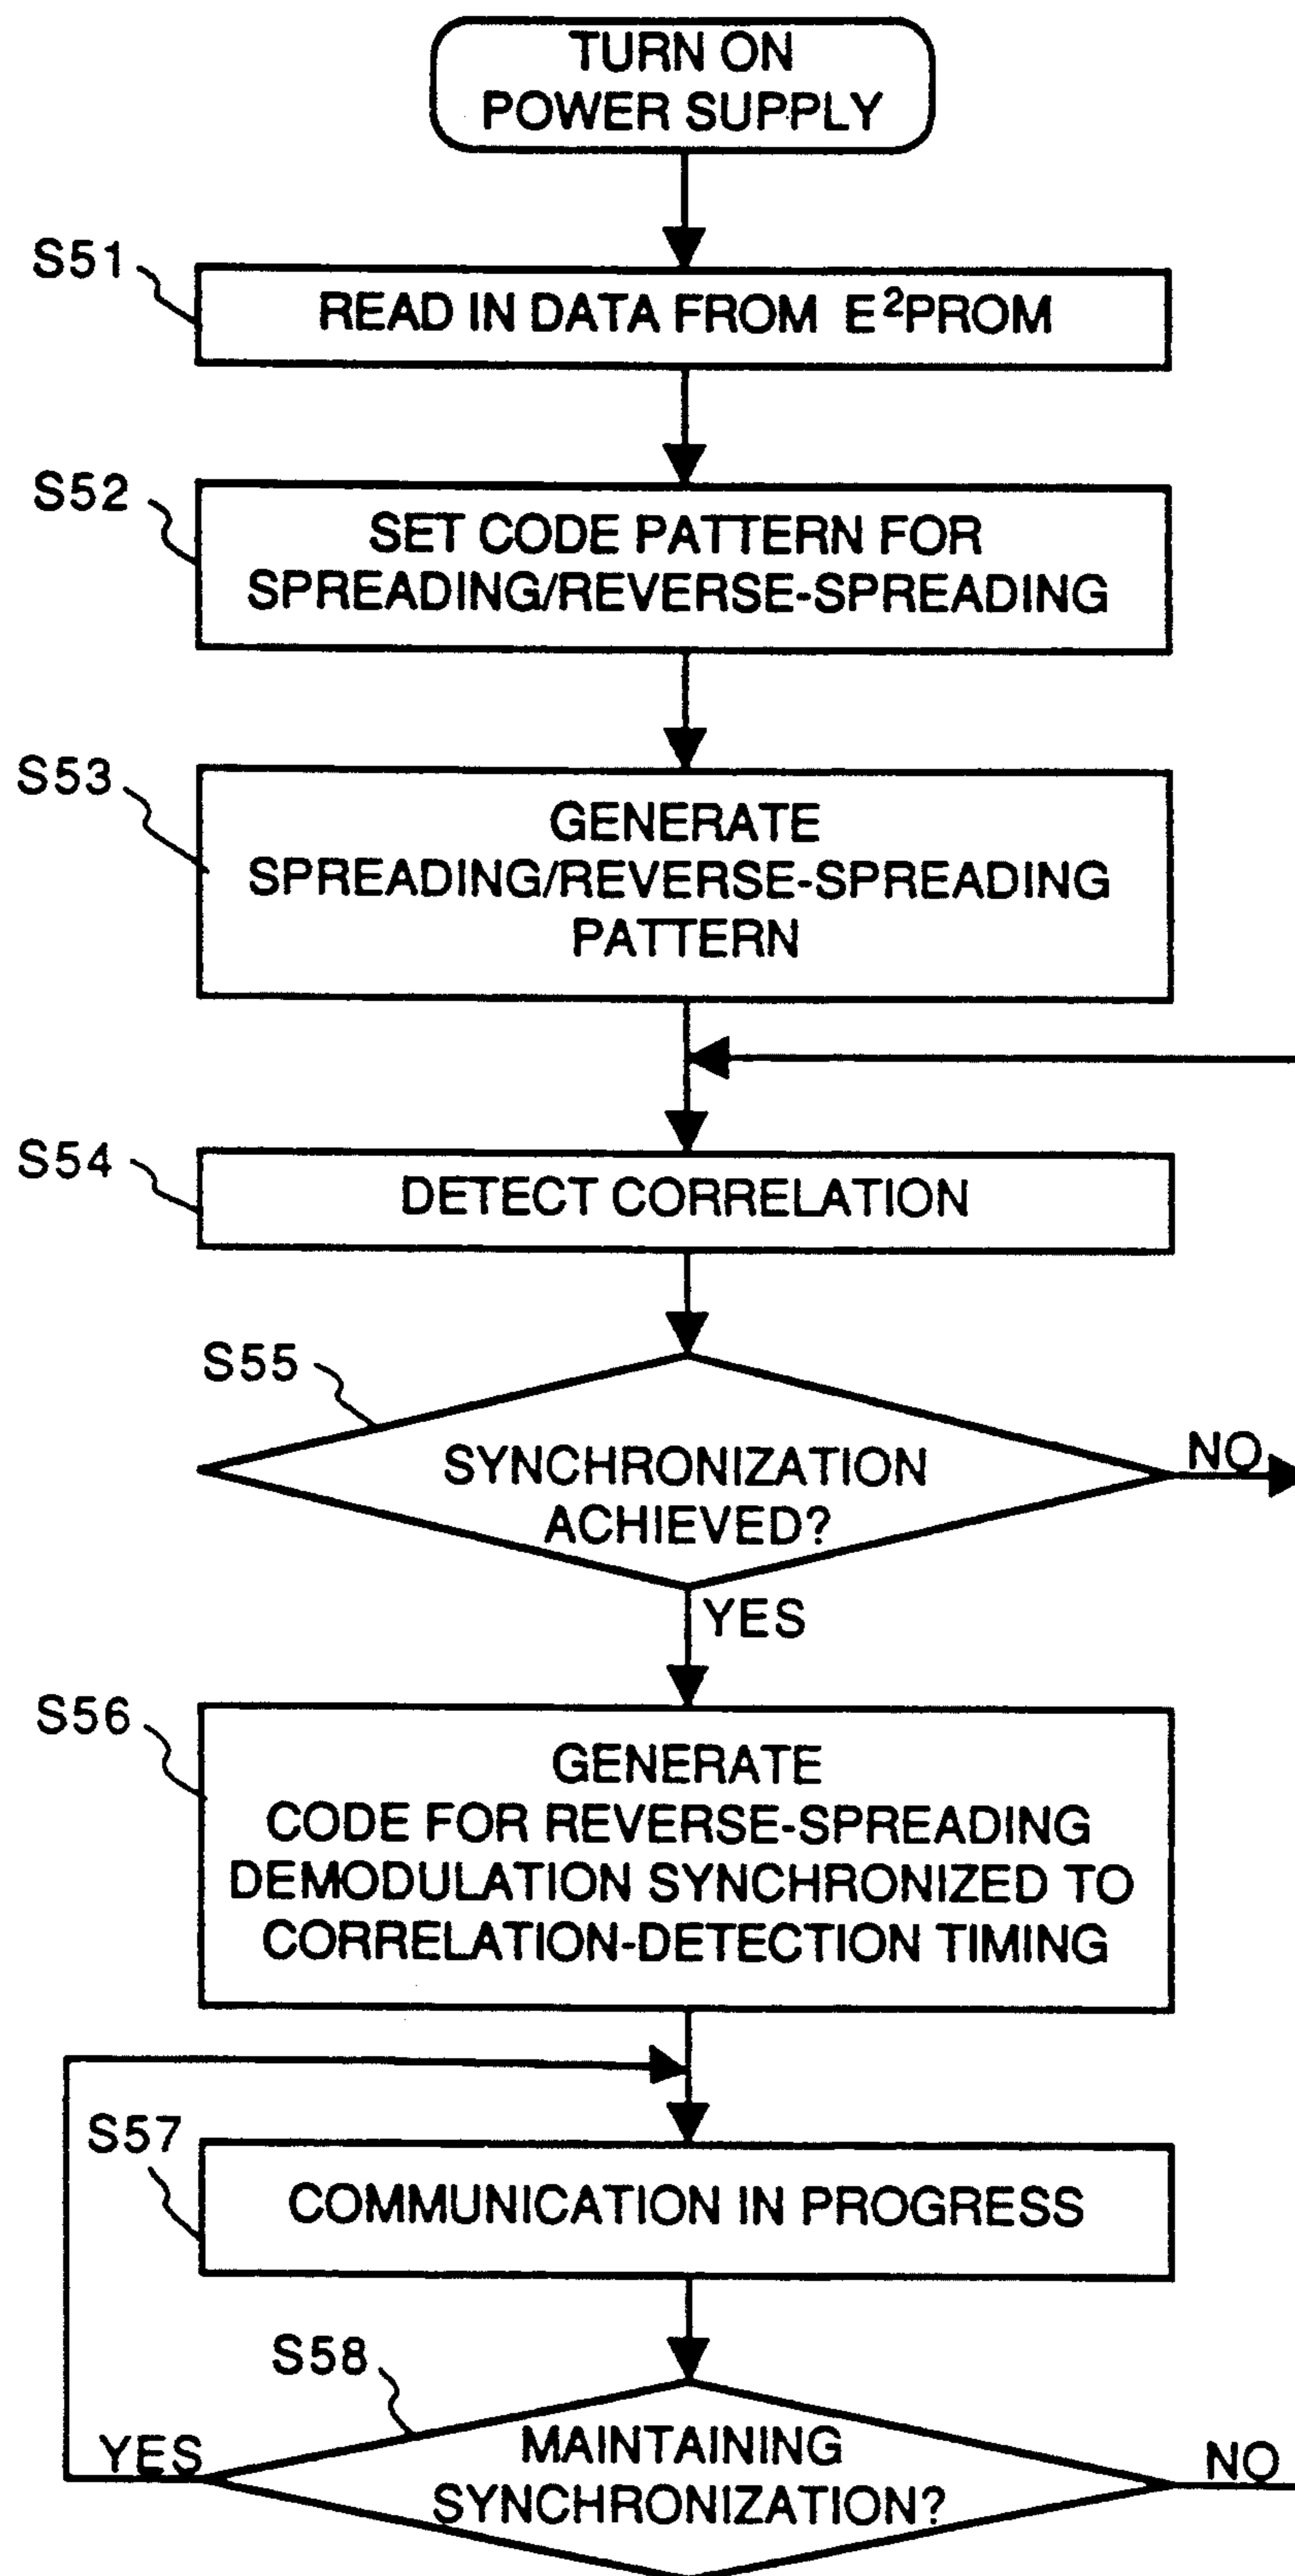 TURN ON
POWER SUPPLY
S51
READ IN DATA FROM E²PROM
S52
SET CODE PATTERN FOR
SPREADING/REVERSE-SPREADING
S53
GENERATE
SPREADING/REVERSE-SPREADING
PATTERN
S54
DETECT CORRELATION
S55
SYNCHRONIZATION
ACHIEVED?
NO
YES
S56
GENERATE
CODE FOR REVERSE-SPREADING
DEMODULATION SYNCHRONIZED TO
CORRELATION-DETECTION TIMING
S57
COMMUNICATION IN PROGRESS
S58
MAINTAINING
SYNCHRONIZATION?
YES
NO